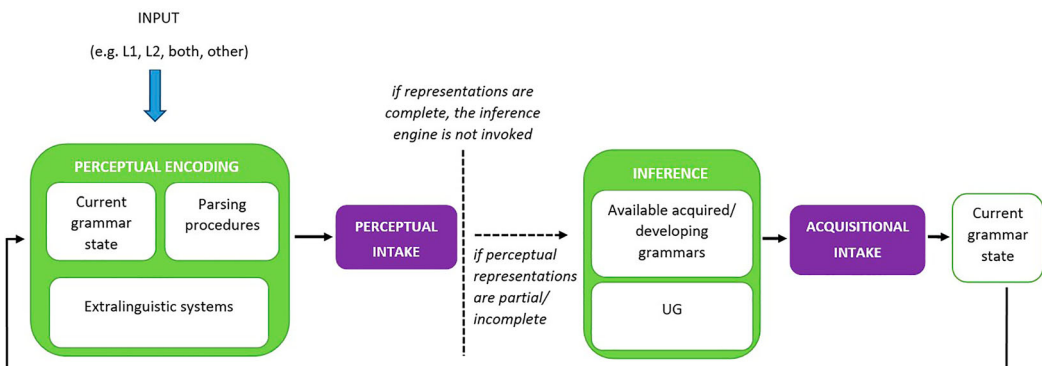 INPUT
(e.g. L1, L2, both, other)
if representations are
complete, the inference
engine is not invoked
PERCEPTUAL ENCODING
Current
grammar
state
Parsing
procedures
Extralinguistic systems
PERCEPTUAL
INTAKE
if perceptual
representations
are partial/
incomplete
INFERENCE
Available acquired/
developing
grammars
UG
ACQUISITIONAL
INTAKE
Current
grammar
state